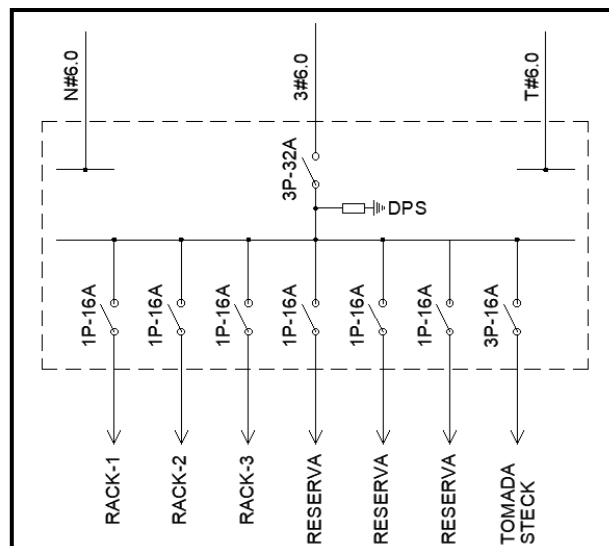 N#6.0
3#6.0
T#6.0
3P-32A
DPS
1P-16A
1P-16A
1P-16A
1P-16A
1P-16A
1P-16A
3P-16A
RACK-1
RACK-2
RACK-3
RESERVA
RESERVA
RESERVA
TOMADA
STECK